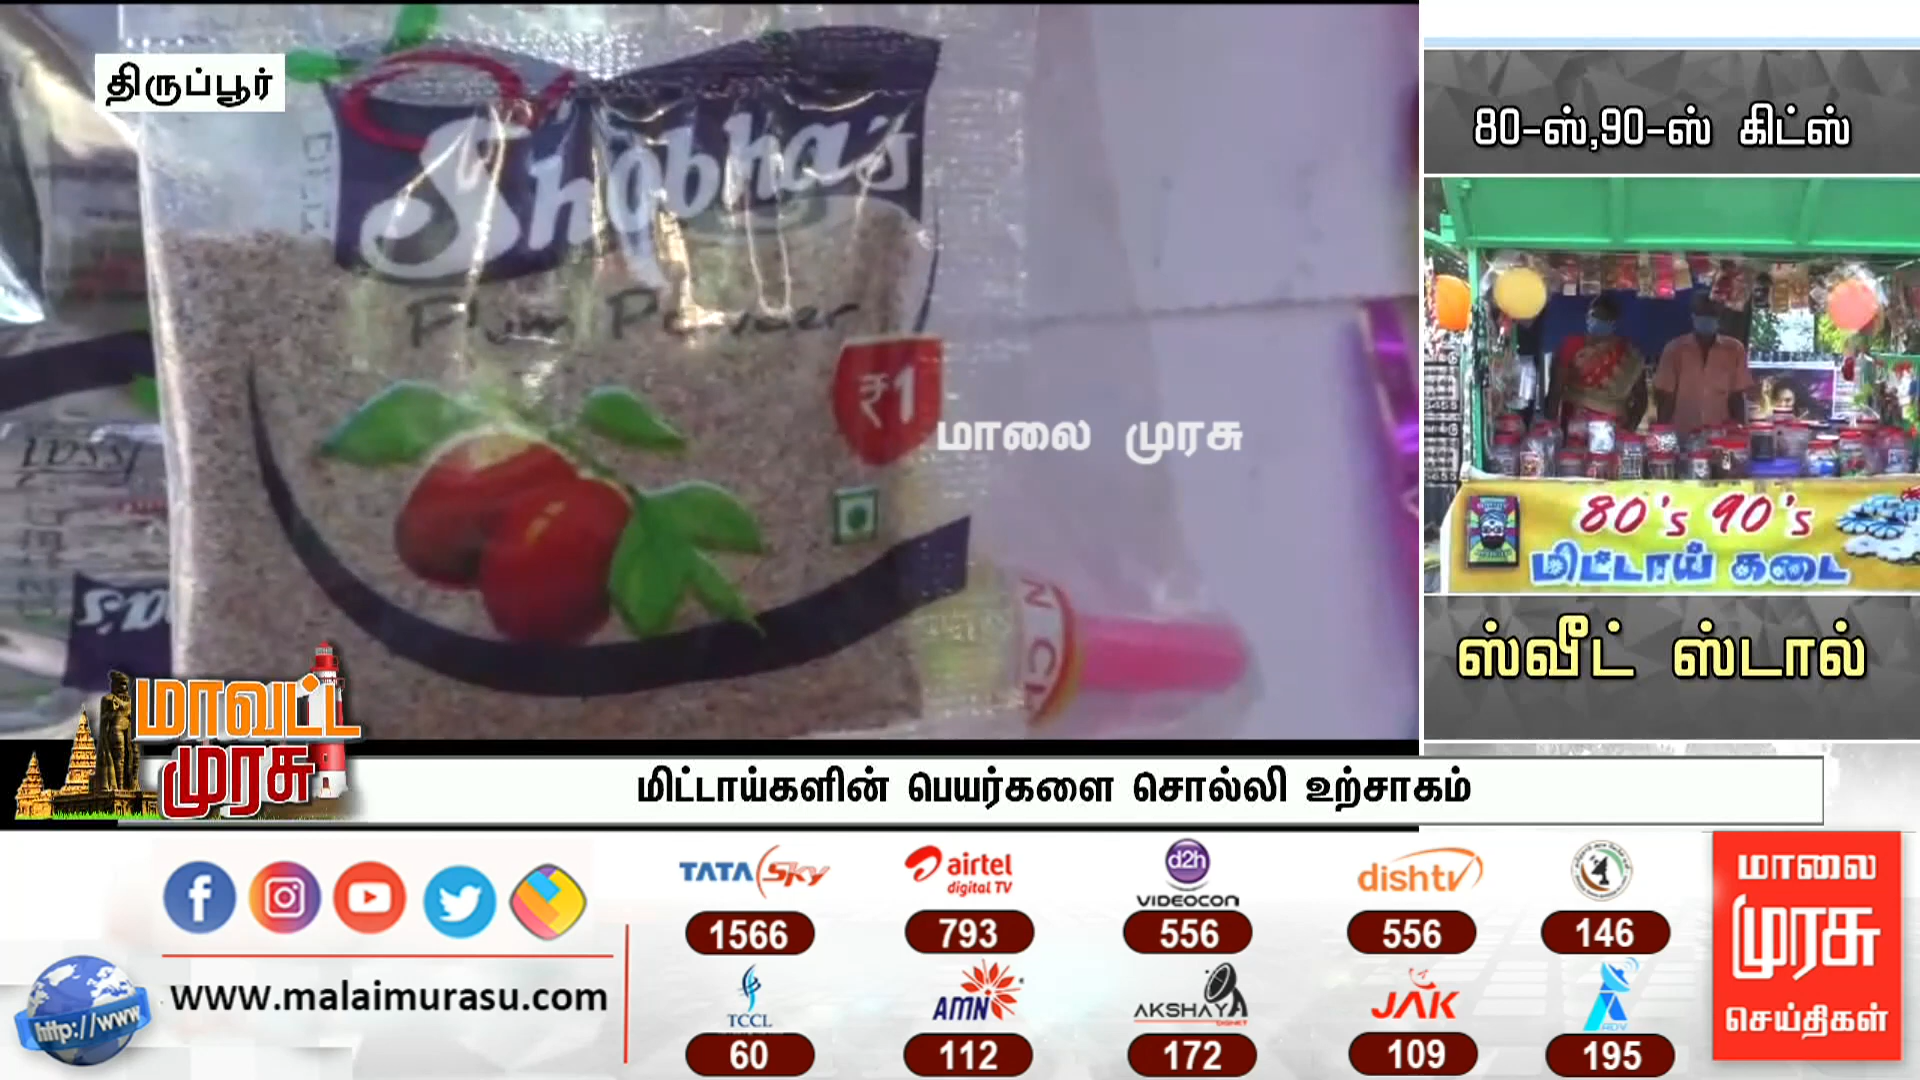 திருப்பூர்
Shobha's
Plum Powder
₹1
மாலை முரசு
80-ஸ்,90-ஸ் கிட்ஸ்
80's 90's
மிட்டாய் கடை
ஸ்வீட் ஸ்டால்
மாவட்ட
முரசு
மிட்டாய்களின் பெயர்களை சொல்லி உற்சாகம்
TATA Sky
1566
airtel
digital TV
793
d2h
VIDEOCON
556
dishtv
556
146
http://www
www.malaimurasu.com
TCCL
60
AMN
112
AKSHAYA
172
JAK
109
ADV
195
மாலை
முரசு
செய்திகள்